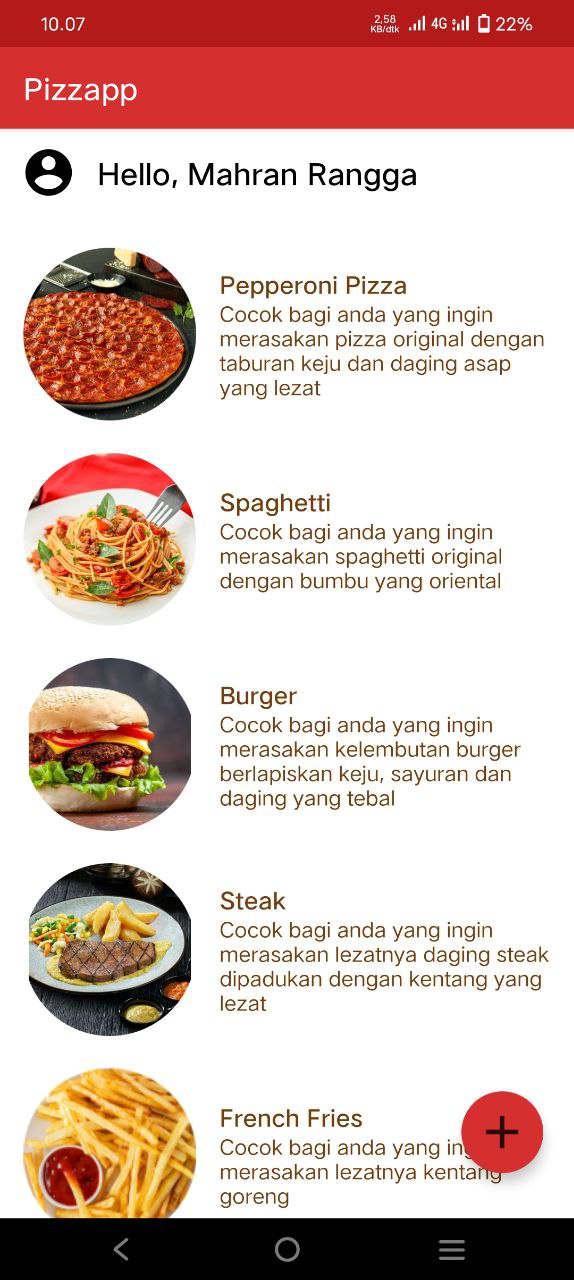 10.07
2,58
KB/dtk
4G
22%
Pizzapp
Hello, Mahran Rangga
Pepperoni Pizza
Cocok bagi anda yang ingin
merasakan pizza original dengan
taburan keju dan daging asap
yang lezat
Spaghetti
Cocok bagi anda yang ingin
merasakan spaghetti original
dengan bumbu yang oriental
Burger
Cocok bagi anda yang ingin
merasakan kelembutan burger
berlapiskan keju, sayuran dan
daging yang tebal
Steak
Cocok bagi anda yang ingin
merasakan lezatnya daging steak
dipadukan dengan kentang yang
lezat
French Fries
Cocok bagi anda yang
merasakan lezatnya kentang
goreng